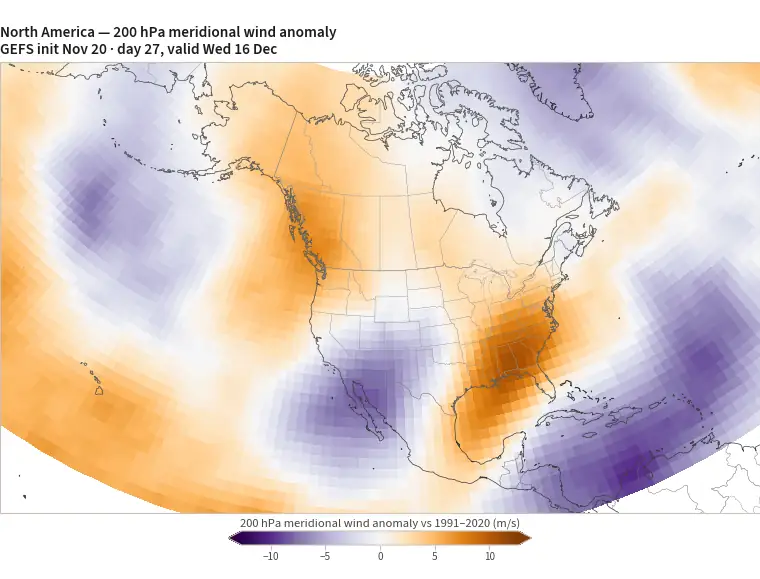 North America — 200 hPa meridional wind anomaly
GEFS init Nov 20 · day 27, valid Wed 16 Dec
200 hPa meridional wind anomaly vs 1991–2020 (m/s)
−10 −5 0 5 10